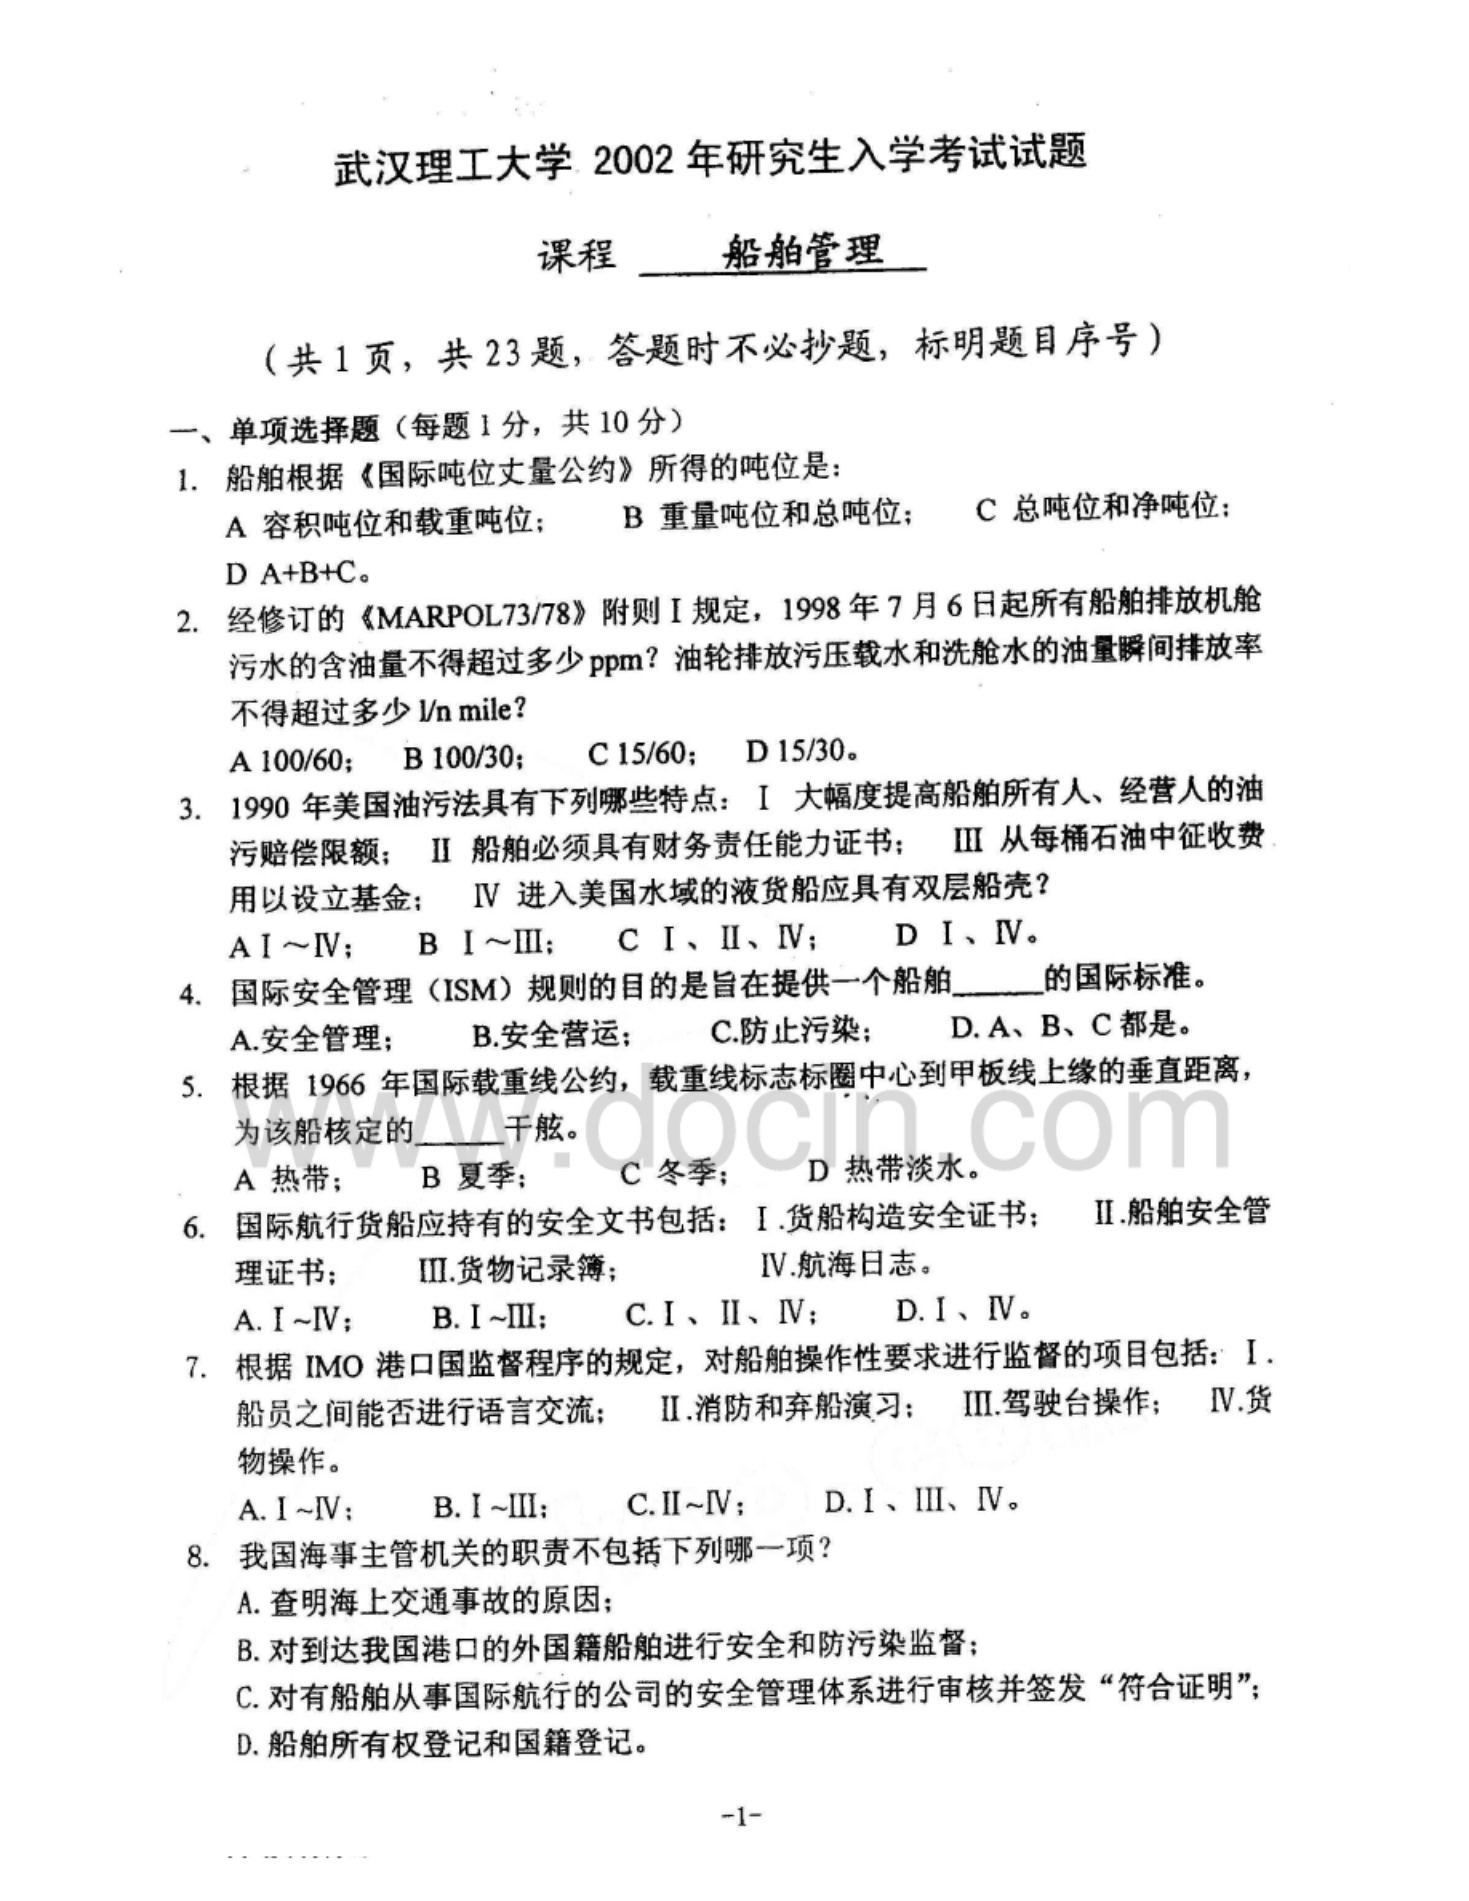 武汉理工大学 2002 年研究生入学考试试题
课程 船舶管理
（共 1 页，共 23 题，答题时不必抄题，标明题目序号）
一、单项选择题（每题 1 分，共 10 分）
1. 船舶根据《国际吨位丈量公约》所得的吨位是：
A 容积吨位和载重吨位； B 重量吨位和总吨位； C 总吨位和净吨位；
D A+B+C。
2. 经修订的《MARPOL73/78》附则Ⅰ规定，1998 年 7 月 6 日起所有船舶排放机舱
污水的含油量不得超过多少 ppm？油轮排放污压载水和洗舱水的油量瞬间排放率
不得超过多少 l/n mile？
A 100/60； B 100/30； C 15/60； D 15/30。
3. 1990 年美国油污法具有下列哪些特点：Ⅰ 大幅度提高船舶所有人、经营人的油
污赔偿限额； Ⅱ 船舶必须具有财务责任能力证书； Ⅲ 从每桶石油中征收费
用以设立基金； Ⅳ 进入美国水域的液货船应具有双层船壳？
A Ⅰ～Ⅳ； B Ⅰ～Ⅲ； C Ⅰ、Ⅱ、Ⅳ； D Ⅰ、Ⅳ。
4. 国际安全管理（ISM）规则的目的是旨在提供一个船舶______的国际标准。
A.安全管理； B.安全营运； C.防止污染； D. A、B、C 都是。
5. 根据 1966 年国际载重线公约，载重线标志标圈中心到甲板线上缘的垂直距离，
为该船核定的______干舷。
A 热带； B 夏季； C 冬季； D 热带淡水。
6. 国际航行货船应持有的安全文书包括：Ⅰ.货船构造安全证书； Ⅱ.船舶安全管
理证书； Ⅲ.货物记录簿； Ⅳ.航海日志。
A. Ⅰ~Ⅳ； B. Ⅰ~Ⅲ； C. Ⅰ、Ⅱ、Ⅳ； D. Ⅰ、Ⅳ。
7. 根据 IMO 港口国监督程序的规定，对船舶操作性要求进行监督的项目包括：Ⅰ.
船员之间能否进行语言交流； Ⅱ.消防和弃船演习； Ⅲ.驾驶台操作； Ⅳ.货
物操作。
A. Ⅰ~Ⅳ； B. Ⅰ~Ⅲ； C. Ⅱ~Ⅳ； D. Ⅰ、Ⅲ、Ⅳ。
8. 我国海事主管机关的职责不包括下列哪一项？
A. 查明海上交通事故的原因；
B. 对到达我国港口的外国籍船舶进行安全和防污染监督；
C. 对有船舶从事国际航行的公司的安全管理体系进行审核并签发“符合证明”；
D. 船舶所有权登记和国籍登记。
-1-
www.docin.com